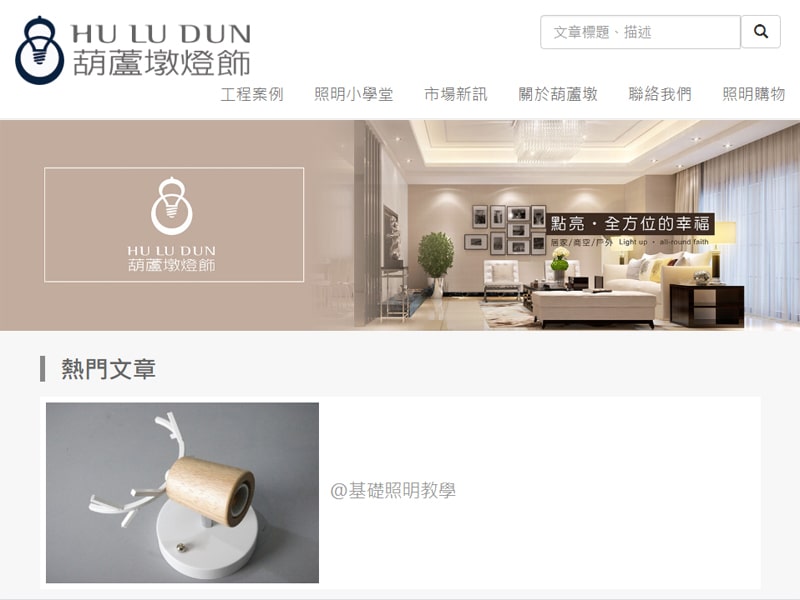 HU LU DUN
葫蘆墩燈飾
文章標題、描述
工程案例 照明小學堂 市場新訊 關於葫蘆墩 聯絡我們 照明購物
HU LU DUN
葫蘆墩燈飾
點亮・全方位的幸福
居家/商空/戶外 Light up ・ all-round faith
熱門文章
@基礎照明教學